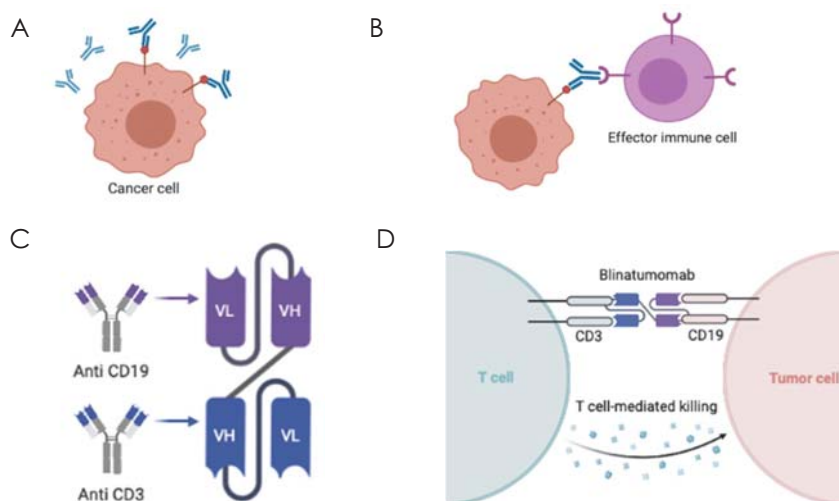 A
B
Cancer cell
Effector immune cell
C
D
VL
VH
Anti CD19
VH
VL
Anti CD3
Blinatumomab
CD3
CD19
T cell
Tumor cell
T cell-mediated killing